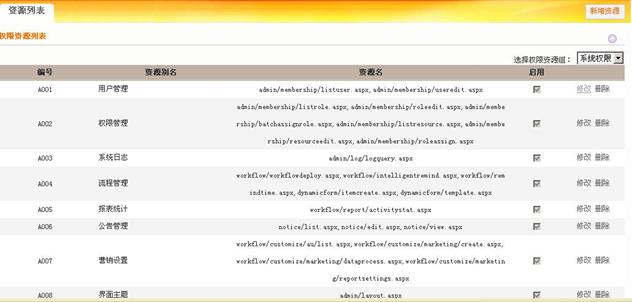 资源列表
新增资源
权限资源列表
选择权限资源组： 系统权限
编号 资源别名 资源名 启用
A001 用户管理 admin/membership/listuser.aspx,admin/membership/useredit.aspx 修改 删除
admin/membership/listrole.aspx,admin/membership/roleedit.aspx,admin/membe
A002 权限管理 rship/batchassignrole.aspx,admin/membership/listresource.aspx,admin/membe 修改 删除
rship/resourceedit.aspx,admin/membership/roleassign.aspx
A003 系统日志 admin/log/logquery.aspx 修改 删除
workflow/workflowdeploy.aspx,workflow/intelligentremind.aspx,workflow/rem
A004 流程管理 修改 删除
indtime.aspx,dynamicform/itemcreate.aspx,dynamicform/template.aspx
A005 报表统计 workflow/report/activitystat.aspx 修改 删除
A006 公告管理 notice/list.aspx,notice/edit.aspx,notice/view.aspx 修改 删除
workflow/customize/au/list.aspx,workflow/customize/marketing/create.aspx,
A007 营销设置 workflow/customize/marketing/dataprocess.aspx,workflow/customize/marketin 修改 删除
g/reportsettings.aspx
A008 界面主题 admin/layout.aspx 修改 删除